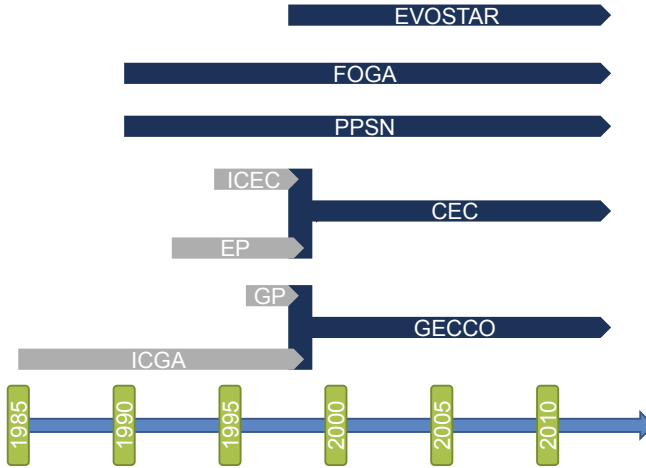 EVOSTAR
FOGA
PPSN
ICEC
CEC
EP
GP
GECCO
ICGA
1985
1990
1995
2000
2005
2010